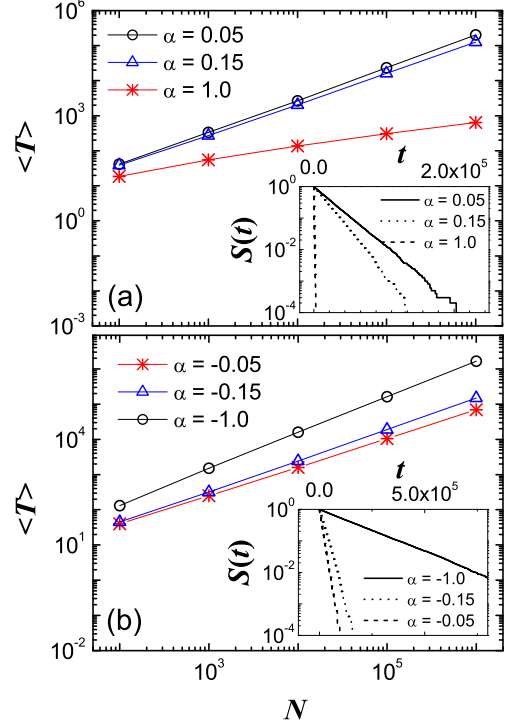 10^6
α = 0.05
α = 0.15
α = 1.0
10^3
<T>
t
0.0
2.0x10^5
10^0
10^0
S(t)
α = 0.05
α = 0.15
α = 1.0
10^-2
(a)
10^-4
10^-3
α = -0.05
α = -0.15
α = -1.0
10^4
<T>
t
0.0
5.0x10^5
10^1
10^0
S(t)
10^-2
α = -1.0
α = -0.15
α = -0.05
(b)
10^-4
10^-2
10^3
10^5
N